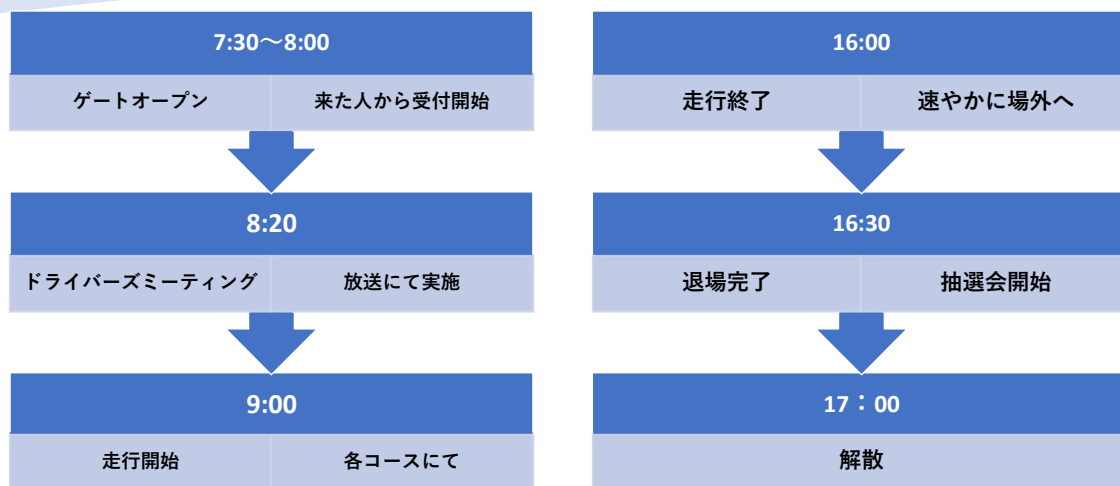 7:30～8:00
ゲートオープン 来た人から受付開始
8:20
ドライバーズミーティング 放送にて実施
9:00
走行開始 各コースにて
16:00
走行終了 速やかに場外へ
16:30
退場完了 抽選会開始
17：00
解散